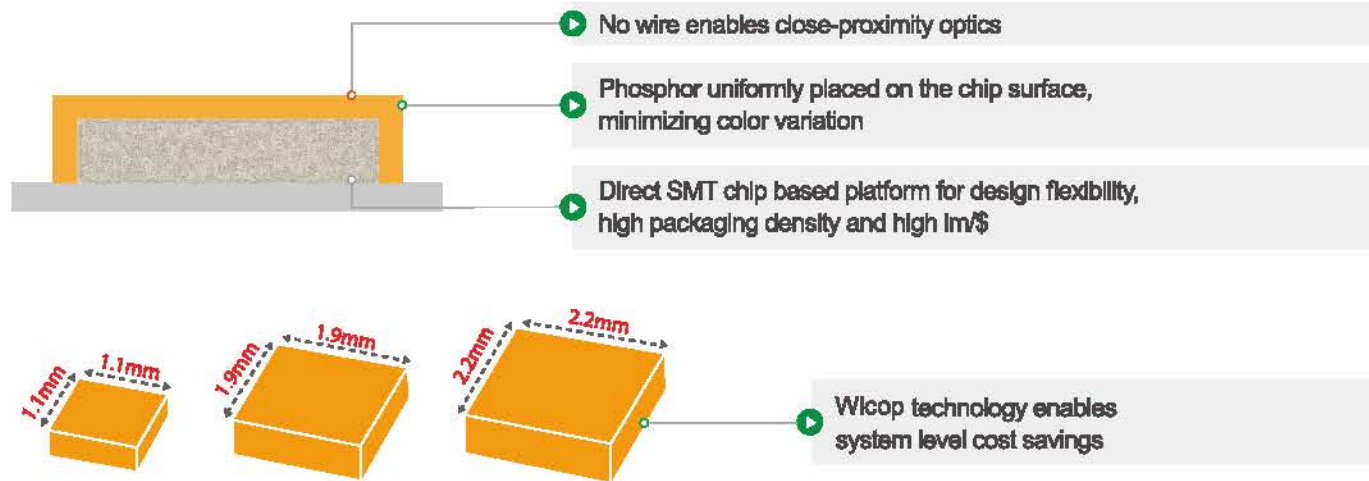 No wire enables close-proximity optics
Phosphor uniformly placed on the chip surface,
minimizing color variation
Direct SMT chip based platform for design flexibility,
high packaging density and high lm/$
1.1mm
1.1mm
1.9mm
1.9mm
2.2mm
2.2mm
Wicop technology enables
system level cost savings